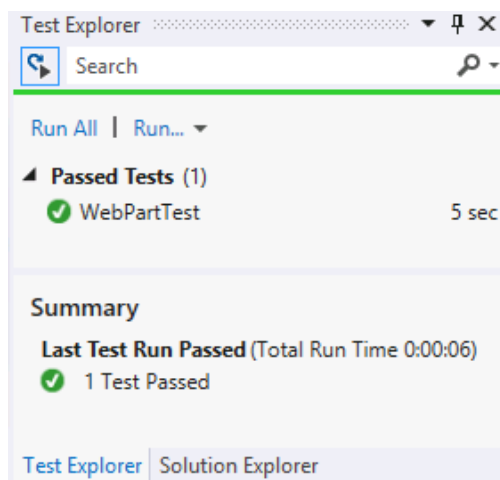 Test Explorer
Search
Run All | Run...
Passed Tests (1)
WebPartTest 5 sec
Summary
Last Test Run Passed (Total Run Time 0:00:06)
1 Test Passed
Test Explorer Solution Explorer